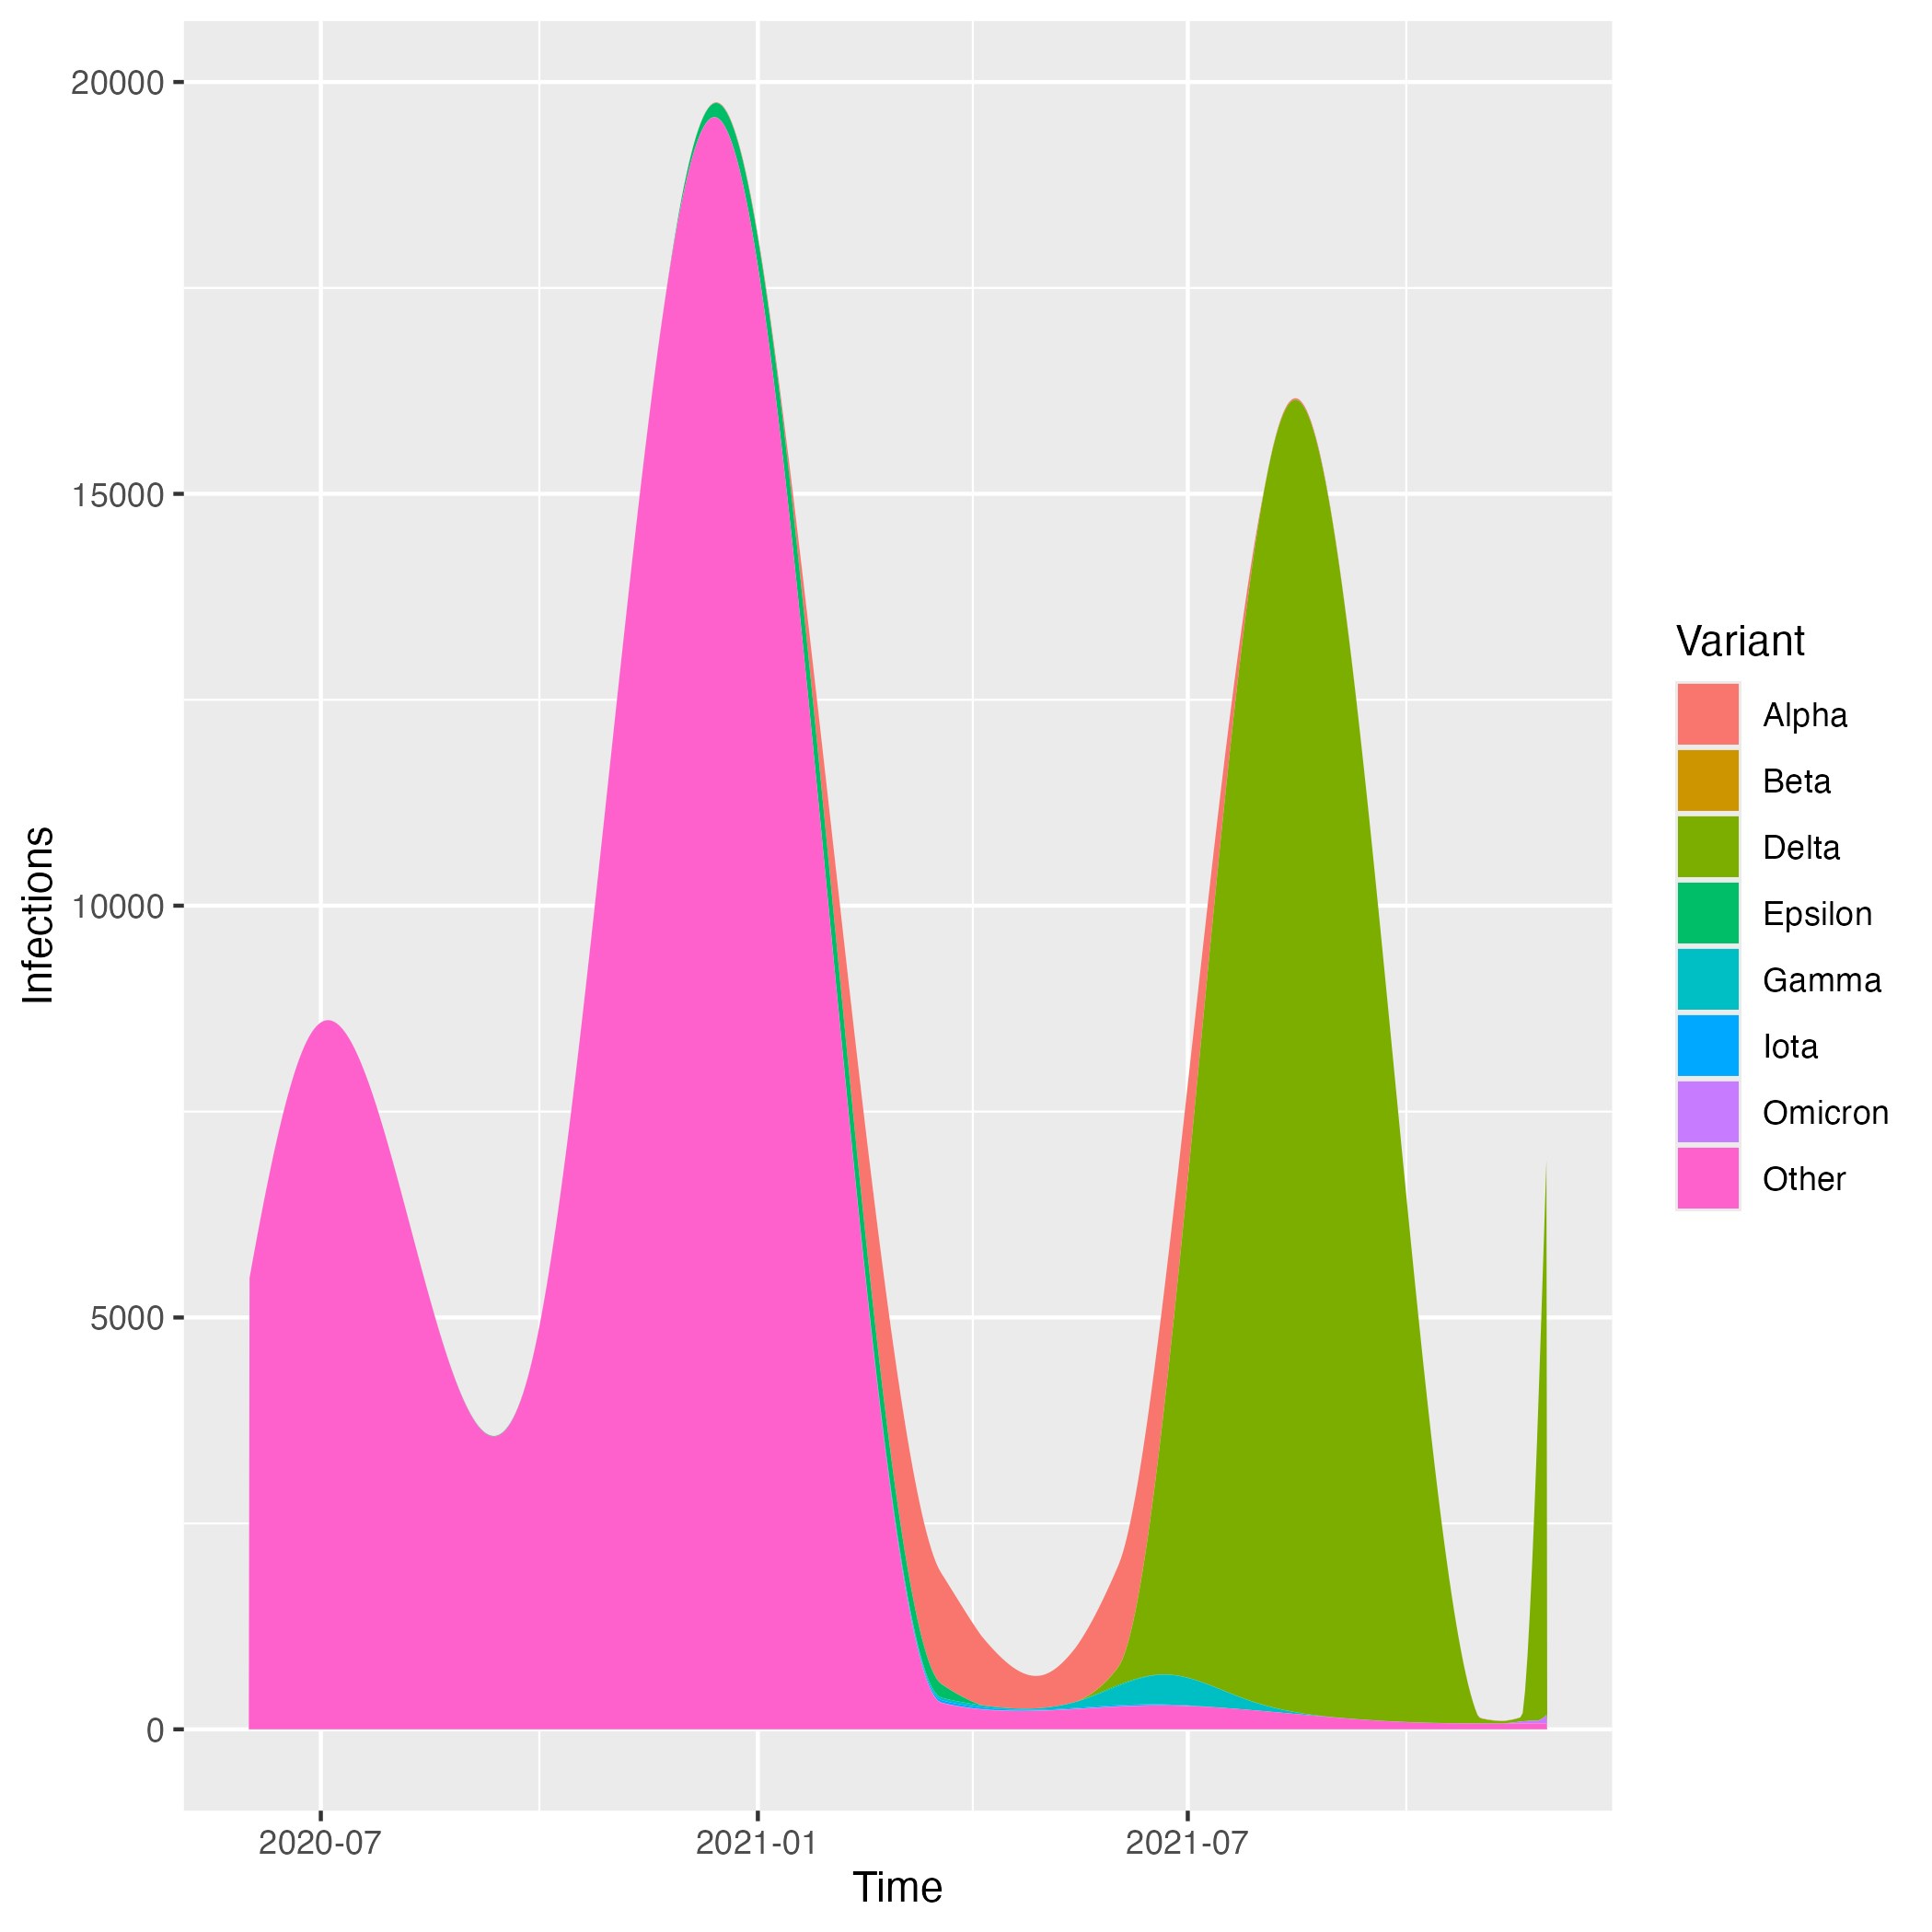 20000
15000
10000
5000
0
Infections
2020-07
2021-01
2021-07
Time
Variant
Alpha
Beta
Delta
Epsilon
Gamma
Iota
Omicron
Other